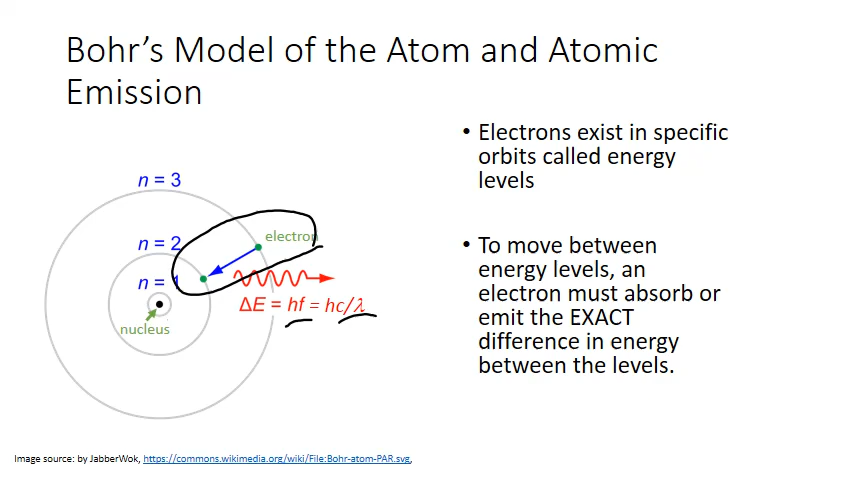 Bohr’s Model of the Atom and Atomic
Emission
• Electrons exist in specific
orbits called energy
levels
• To move between
energy levels, an
electron must absorb or
emit the EXACT
difference in energy
between the levels.
n = 3
electron
n = 2
n = 1
ΔE = hf = hc/λ
nucleus
Image source: by JabberWok, https://commons.wikimedia.org/wiki/File:Bohr-atom-PAR.svg,